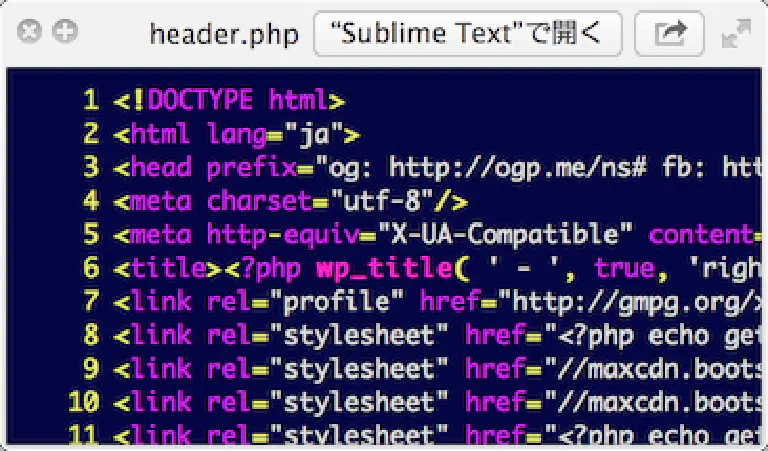 header.php “Sublime Text”で開く
1 <!DOCTYPE html>
2 <html lang="ja">
3 <head prefix="og: http://ogp.me/ns# fb: htt
4 <meta charset="utf-8"/>
5 <meta http-equiv="X-UA-Compatible" content=
6 <title><?php wp_title( ' - ', true, 'righ
7 <link rel="profile" href="http://gmpg.org/x
8 <link rel="stylesheet" href="<?php echo get
9 <link rel="stylesheet" href="//maxcdn.boots
10 <link rel="stylesheet" href="//maxcdn.boots
11 <link rel="stylesheet" href="<?php echo get